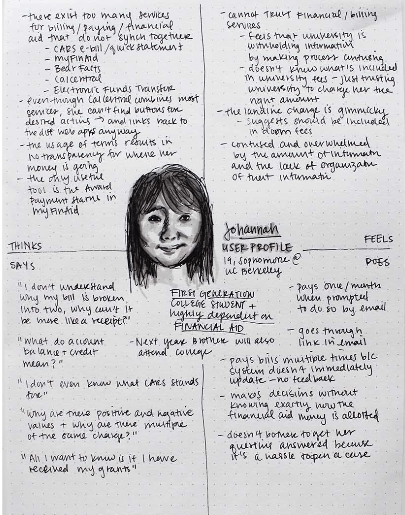 - there exist too many services
for billing/paying/financial
aid that do not synch together
- CARS e-bill/quickstatement
- myFinAid
- Bear Facts
- CalCentral
- Electronic Funds Transfer
- even though CalCentral combines most
services, she can't find buttons for
desired actions → and links back to
the diff web apps anyway
- the usage of terms results in
no transparency for where her
money is going
- the only useful
tool is the Award
payment status in
myFinAid
THINKS
- cannot trust financial/billing
services
- feels that university is
withholding information
by making process confusing
- doesn't know what is included
in university fees - just trusting
university to charge her the
right amount
- the landline charge is gimmicky
- suggests should be included
in dorm fees
- confused and overwhelmed
by the amount of information
and the lack of organization
of that information
FEELS
Johannah
USER PROFILE
19, sophomore @
UC Berkeley
FIRST GENERATION
COLLEGE STUDENT +
highly dependent on
FINANCIAL AID
- Next year brother will also
attend college
SAYS
"I don't understand
why my bill is broken
into two, why can't it
be more like a receipt?"
"What do account
balance + credit
mean?"
"I don't even know what CARS stands
for"
"Why are there positive and negative
values + why are there multiple
of the same charge?"
"All I want to know is if I have
received my grants"
DOES
- pays once/month
when prompted
to do so by email
- goes through
link in email
- pays bills multiple times b/c
system doesn't immediately
update - no feedback
- makes decisions without
knowing exactly how the
financial aid money is allotted
- doesn't bother to get her
questions answered because
it's a hassle to open a case